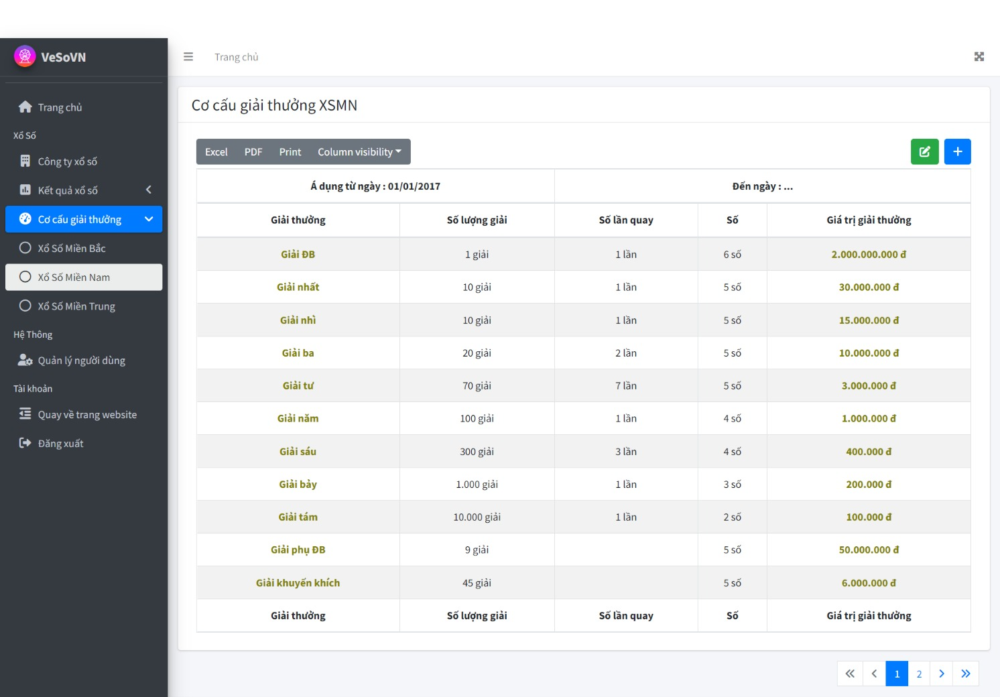 VeSoVN
Trang chủ
Trang chủ
Xổ Số
Công ty xổ số
Kết quả xổ số
Cơ cấu giải thưởng
Xổ Số Miền Bắc
Xổ Số Miền Nam
Xổ Số Miền Trung
Hệ Thông
Quản lý người dùng
Tài khoản
Quay về trang website
Đăng xuất
Cơ cấu giải thưởng XSMN
Excel PDF Print Column visibility
Á dụng từ ngày : 01/01/2017 Đến ngày : ...
Giải thưởng Số lượng giải Số lần quay Số Giá trị giải thưởng
Giải ĐB 1 giải 1 lần 6 số 2.000.000.000 đ
Giải nhất 10 giải 1 lần 5 số 30.000.000 đ
Giải nhì 10 giải 1 lần 5 số 15.000.000 đ
Giải ba 20 giải 2 lần 5 số 10.000.000 đ
Giải tư 70 giải 7 lần 5 số 3.000.000 đ
Giải năm 100 giải 1 lần 4 số 1.000.000 đ
Giải sáu 300 giải 3 lần 4 số 400.000 đ
Giải bảy 1.000 giải 1 lần 3 số 200.000 đ
Giải tám 10.000 giải 1 lần 2 số 100.000 đ
Giải phụ ĐB 9 giải 5 số 50.000.000 đ
Giải khuyến khích 45 giải 5 số 6.000.000 đ
Giải thưởng Số lượng giải Số lần quay Số Giá trị giải thưởng
1 2